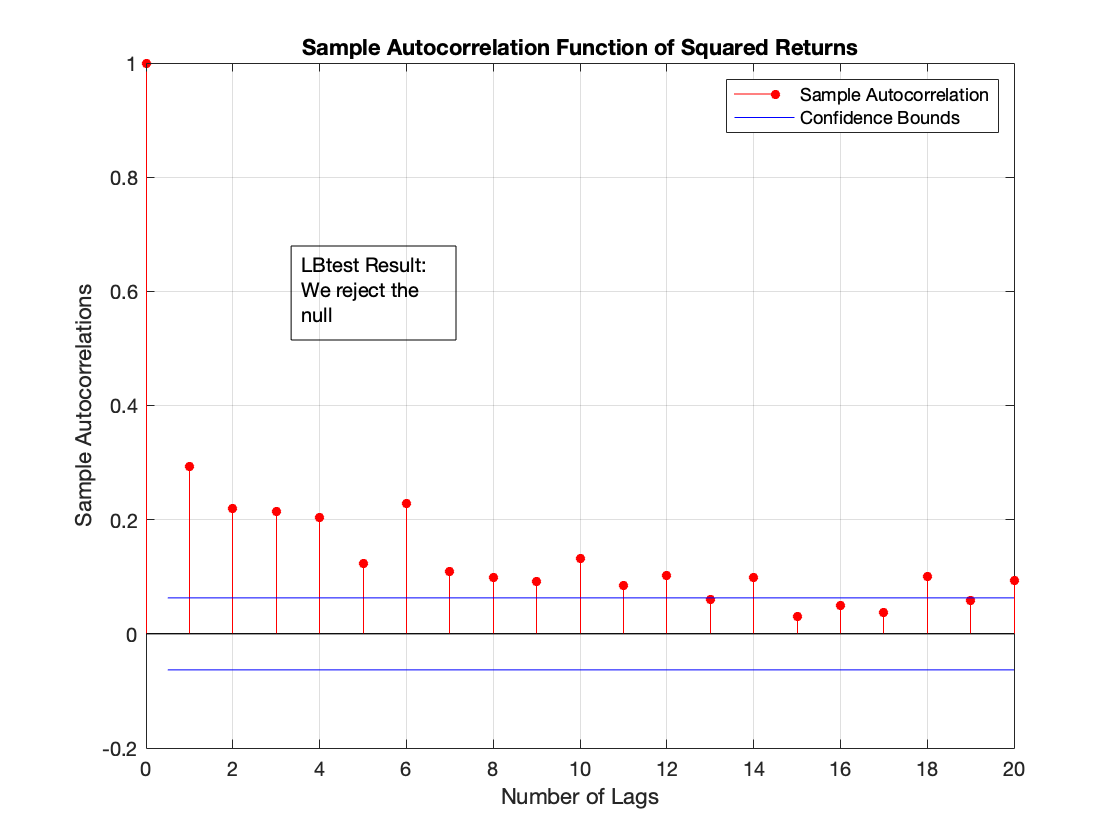 Sample Autocorrelation Function of Squared Returns
Sample Autocorrelation
Confidence Bounds
LBtest Result:
We reject the
null
Sample Autocorrelations
1
0.8
0.6
0.4
0.2
0
-0.2
0 2 4 6 8 10 12 14 16 18 20
Number of Lags